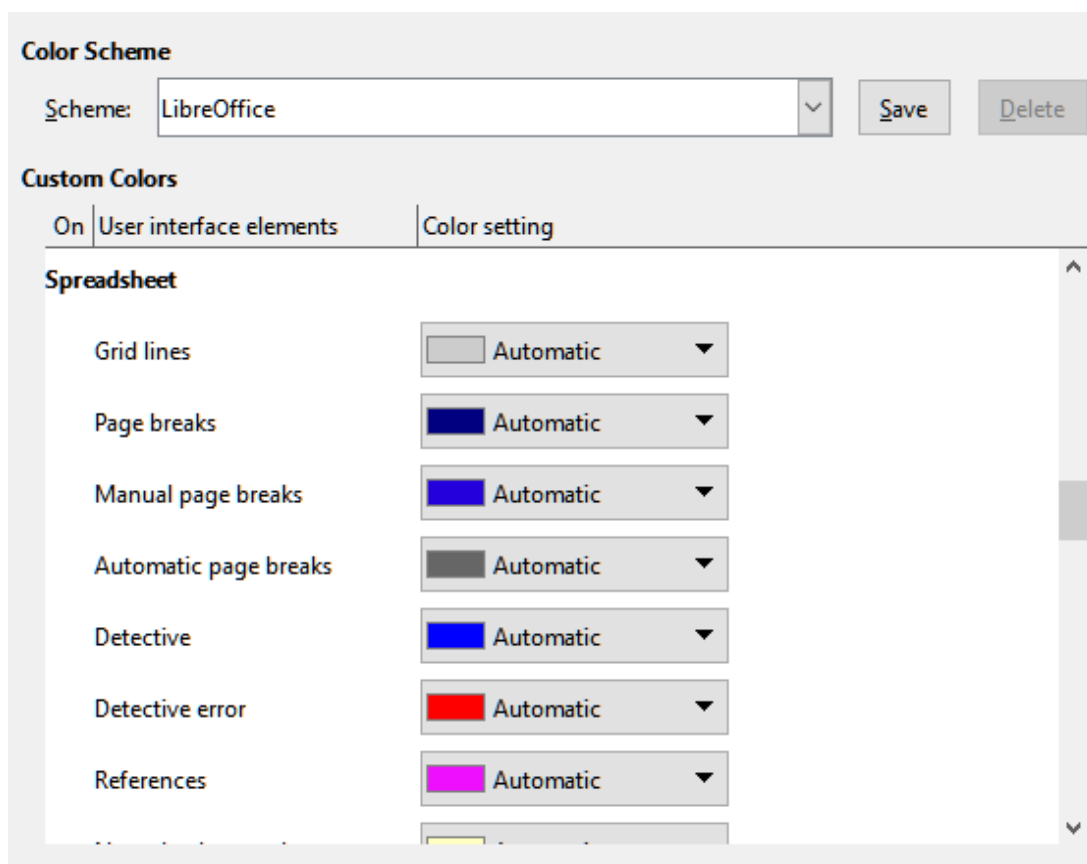 Color Scheme
Scheme: LibreOffice Save Delete
Custom Colors
On User interface elements Color setting
Spreadsheet
Grid lines Automatic
Page breaks Automatic
Manual page breaks Automatic
Automatic page breaks Automatic
Detective Automatic
Detective error Automatic
References Automatic